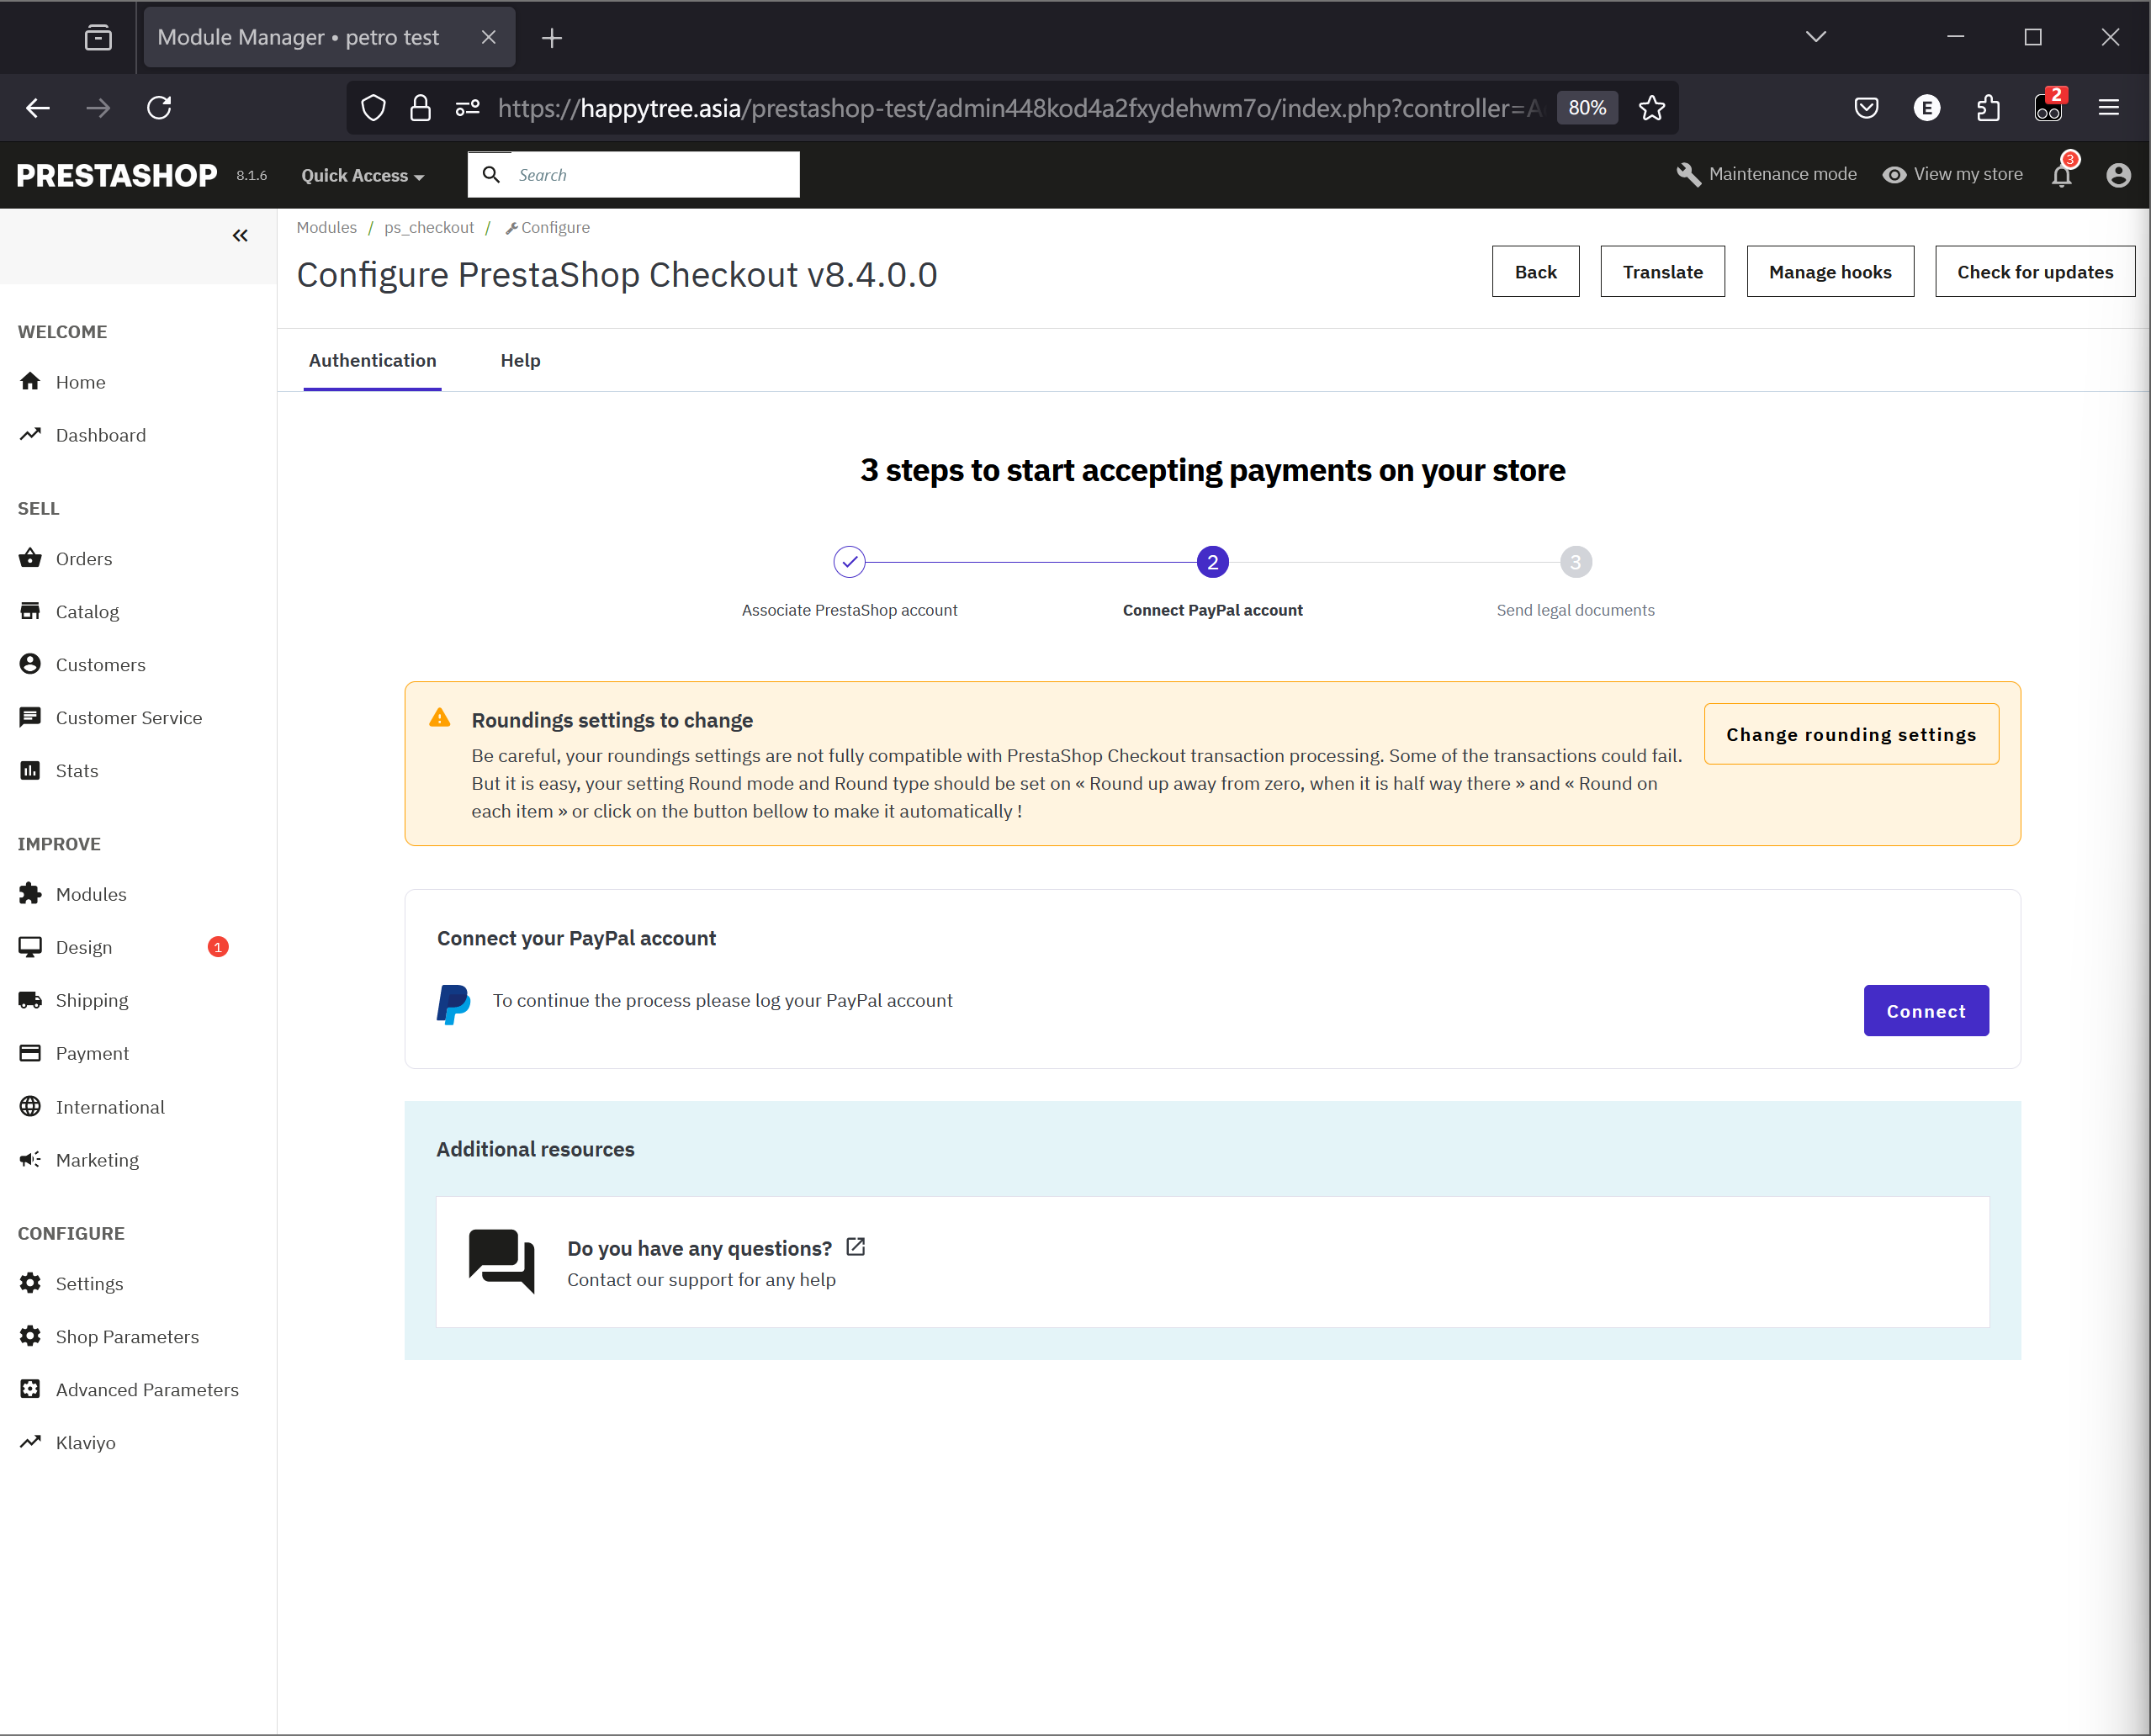 Module Manager • petro test
https://happytree.asia/prestashop-test/admin448kod4a2fxydehwm7o/index.php?controller=A
80%
E
2
PRESTASHOP
8.1.6
Quick Access
Search
Maintenance mode
View my store
3
Modules / ps_checkout / Configure
Configure PrestaShop Checkout v8.4.0.0
Back
Translate
Manage hooks
Check for updates
WELCOME
Home
Dashboard
SELL
Orders
Catalog
Customers
Customer Service
Stats
IMPROVE
Modules
Design
1
Shipping
Payment
International
Marketing
CONFIGURE
Settings
Shop Parameters
Advanced Parameters
Klaviyo
Authentication
Help
3 steps to start accepting payments on your store
2
3
Associate PrestaShop account
Connect PayPal account
Send legal documents
Roundings settings to change
Be careful, your roundings settings are not fully compatible with PrestaShop Checkout transaction processing. Some of the transactions could fail.
But it is easy, your setting Round mode and Round type should be set on « Round up away from zero, when it is half way there » and « Round on
each item » or click on the button bellow to make it automatically !
Change rounding settings
Connect your PayPal account
To continue the process please log your PayPal account
Connect
Additional resources
Do you have any questions?
Contact our support for any help